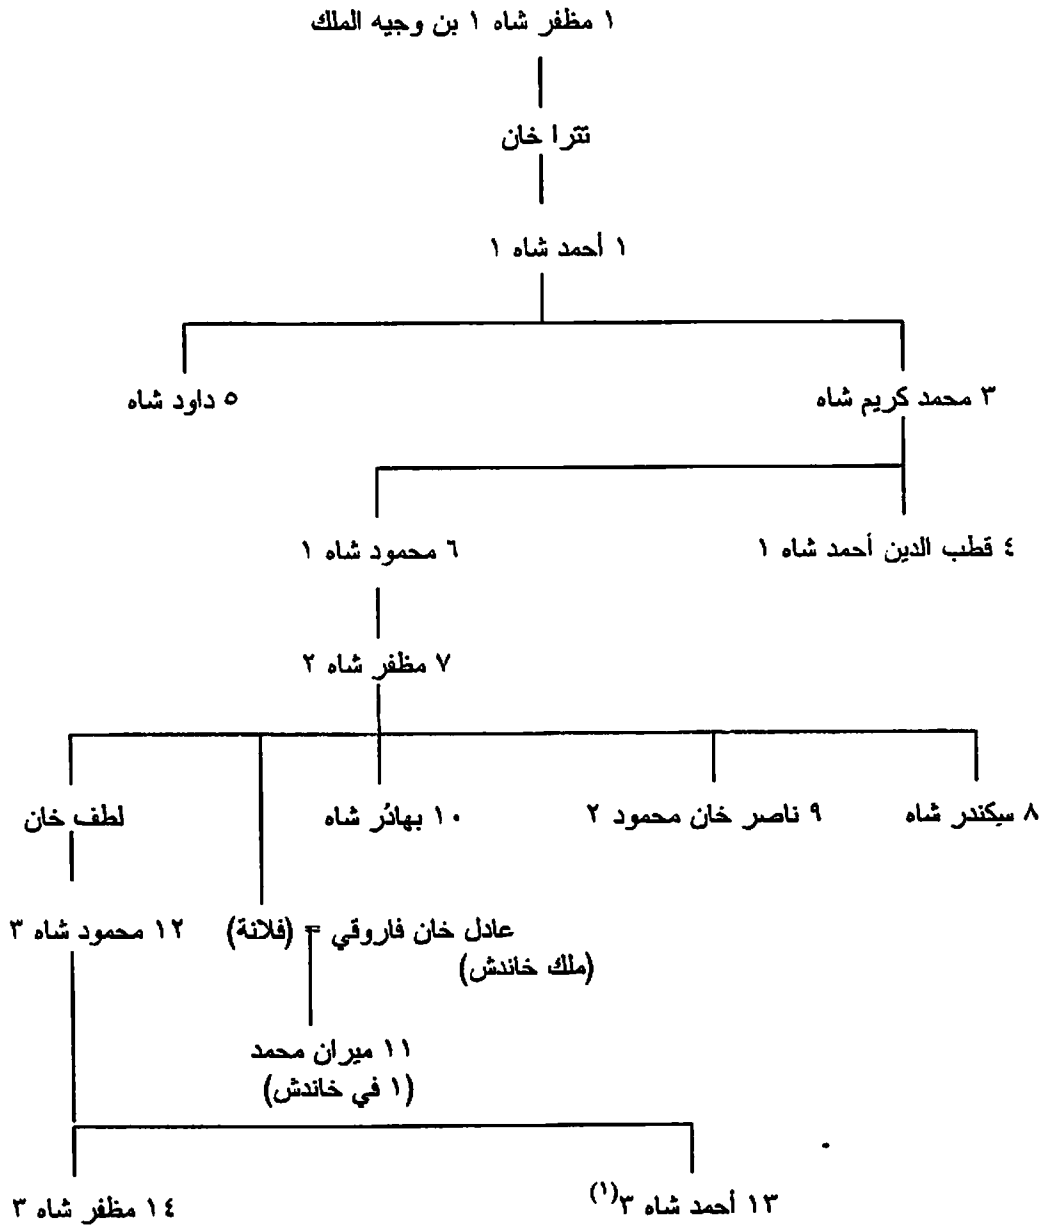 ١ مظفر شاه ١ بن وجيه الملك
تترا خان
١ أحمد شاه ١
٣ محمد كريم شاه
٥ داود شاه
٤ قطب الدين أحمد شاه ١
٦ محمود شاه ١
٧ مظفر شاه ٢
٨ سيكندر شاه
٩ ناصر خان محمود ٢
١٠ بهادُر شاه
لطف خان
عادل خان فاروقي = (فلانة)
(ملك خاندش)
١٢ محمود شاه ٣
١١ ميران محمد
(١ في خاندش)
١٣ أحمد شاه ٣(١)
١٤ مظفر شاه ٣